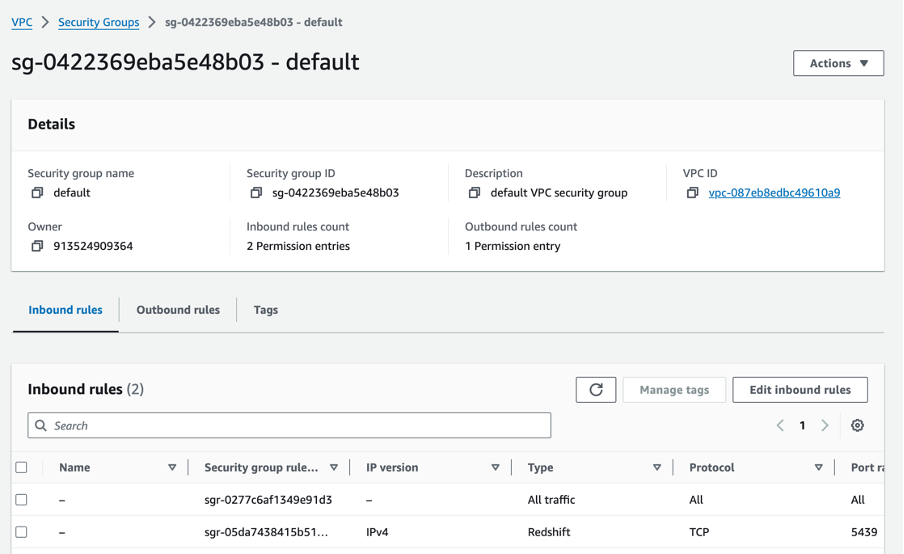 VPC > Security Groups > sg-0422369eba5e48b03 - default
sg-0422369eba5e48b03 - default
Actions
Details
Security group name
default
Security group ID
sg-0422369eba5e48b03
Description
default VPC security group
VPC ID
vpc-087eb8edbc49610a9
Owner
913524909364
Inbound rules count
2 Permission entries
Outbound rules count
1 Permission entry
Inbound rules Outbound rules Tags
Inbound rules (2)
Manage tags
Edit inbound rules
Search
1
Name Security group rule... IP version Type Protocol Port ra
– sgr-0277c6af1349e91d3 – All traffic All All
– sgr-05da7438415b51... IPv4 Redshift TCP 5439